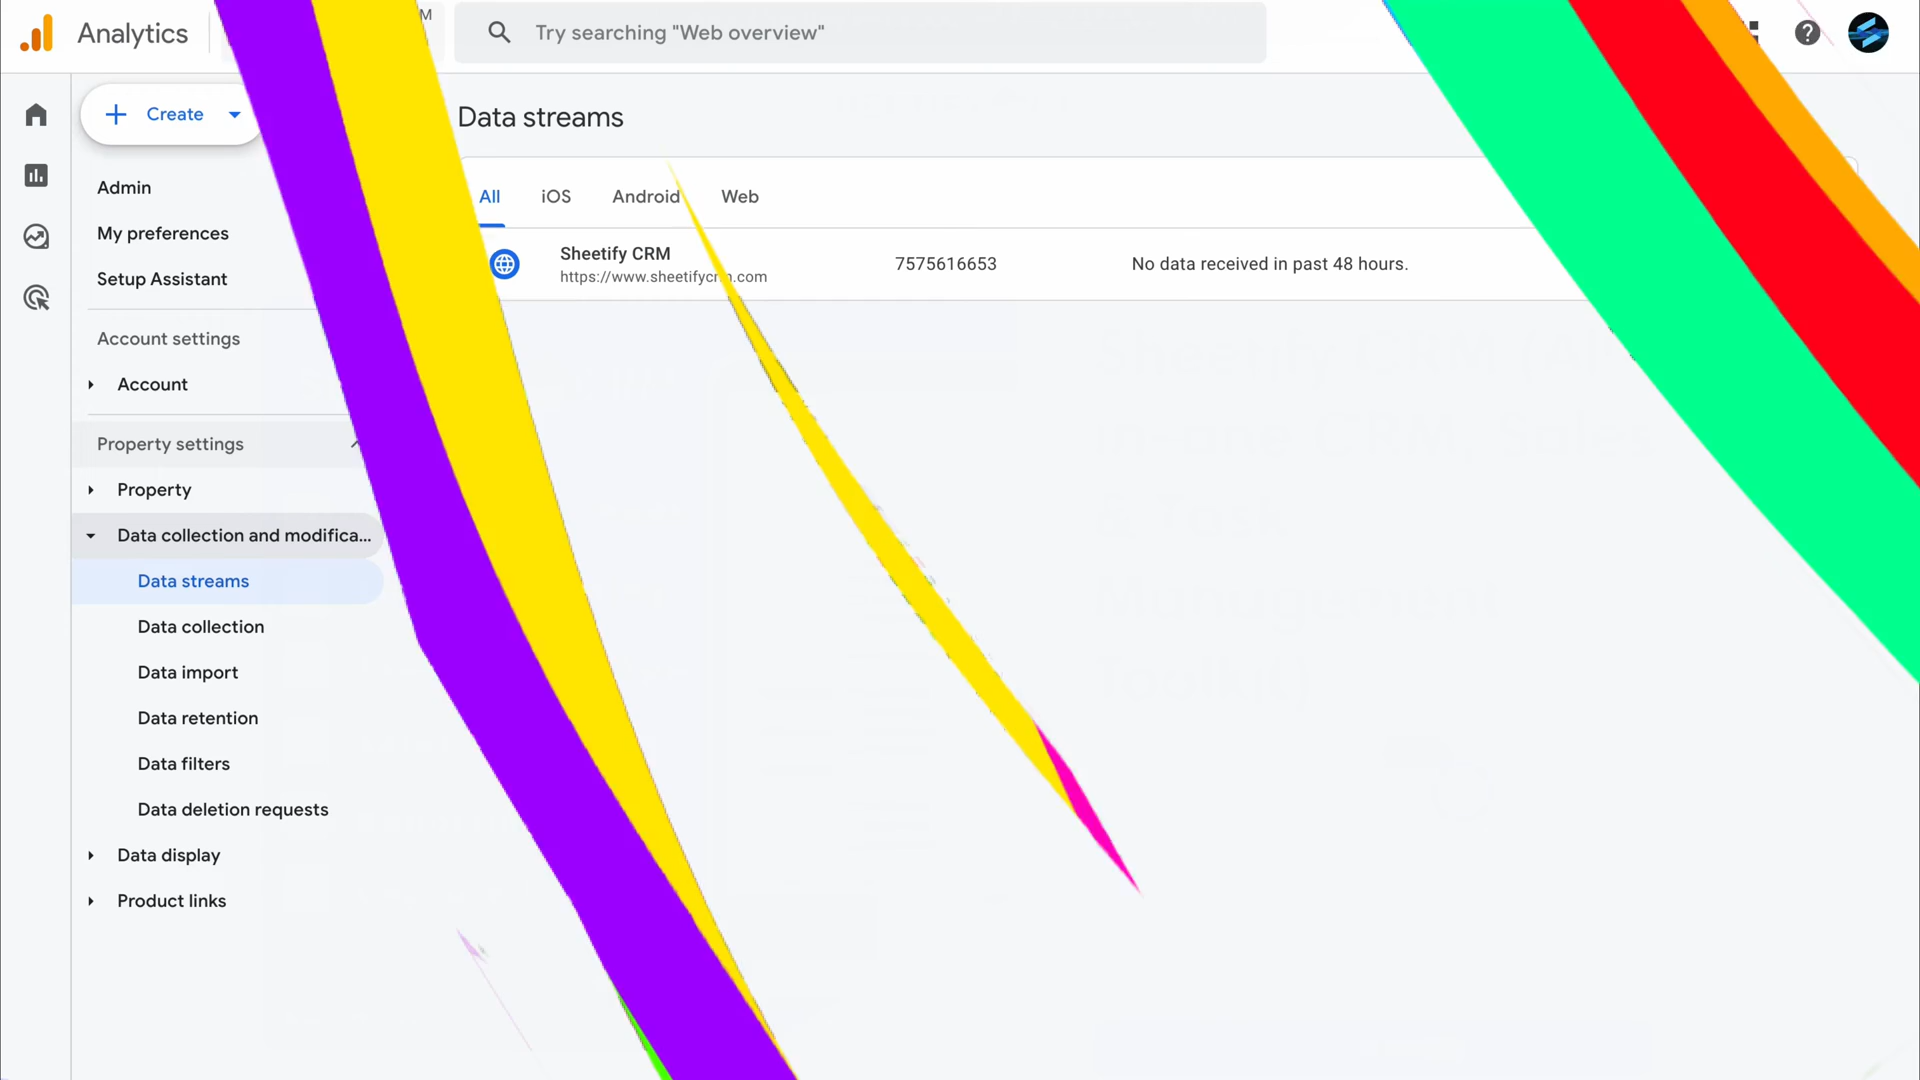 Analytics
M
Try searching "Web overview"
Create
Data streams
Admin
My preferences
Setup Assistant
Account settings
Account
Property settings
Property
Data collection and modifica...
Data streams
Data collection
Data import
Data retention
Data filters
Data deletion requests
Data display
Product links
All
iOS
Android
Web
Sheetify CRM
7575616653
No data received in past 48 hours.